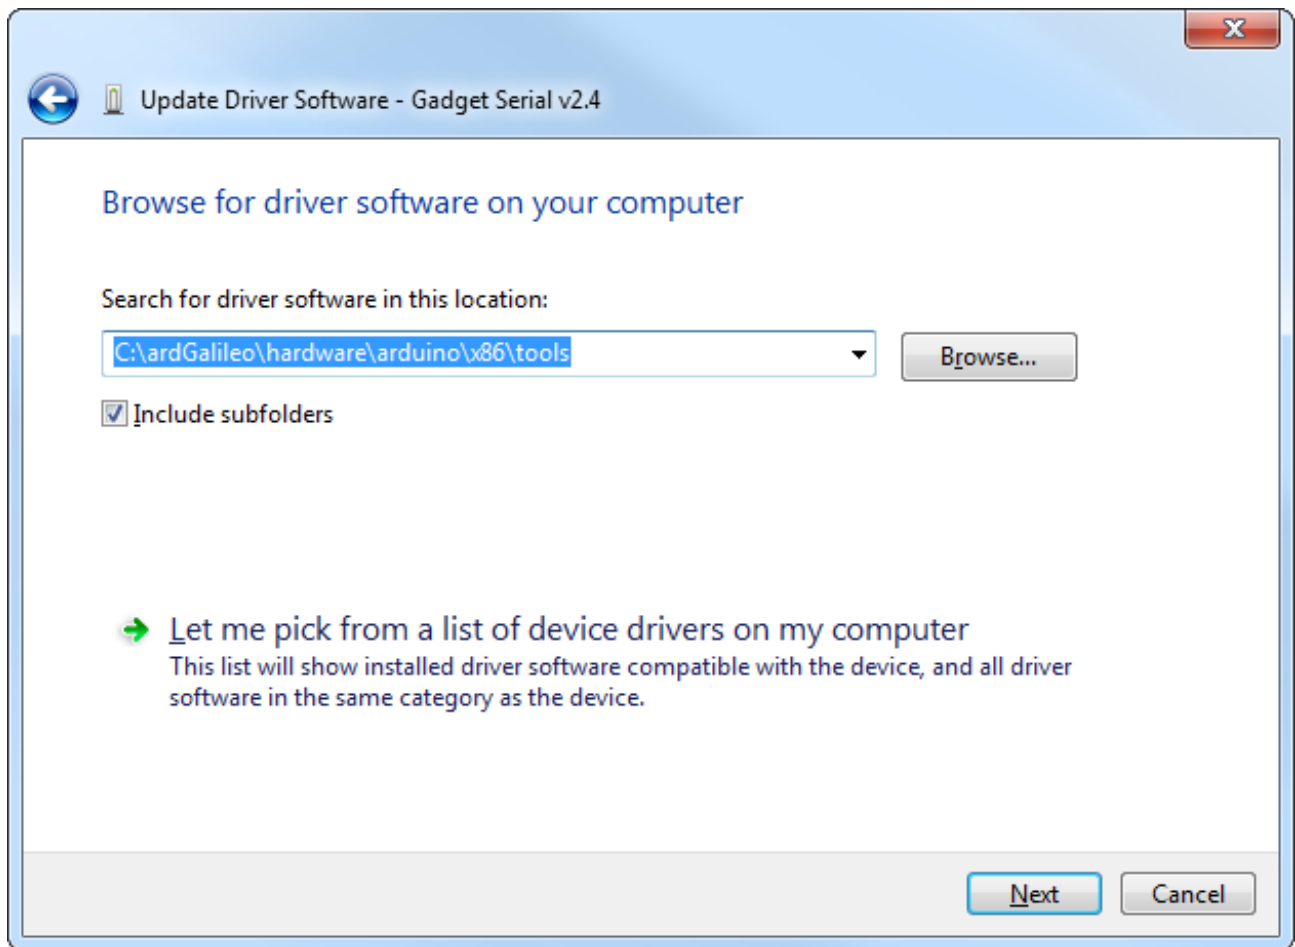 Update Driver Software - Gadget Serial v2.4
Browse for driver software on your computer
Search for driver software in this location:
C:\ardGalileo\hardware\arduino\x86\tools
Browse...
Include subfolders
Let me pick from a list of device drivers on my computer
This list will show installed driver software compatible with the device, and all driver
software in the same category as the device.
Next
Cancel